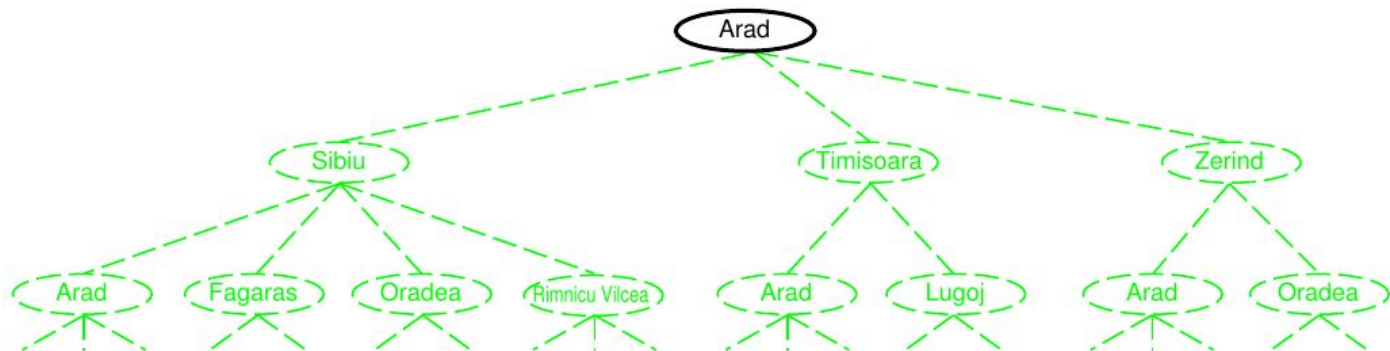 Arad
Sibiu
Timisoara
Zerind
Arad
Fagaras
Oradea
Rimnicu Vilcea
Arad
Lugoj
Arad
Oradea